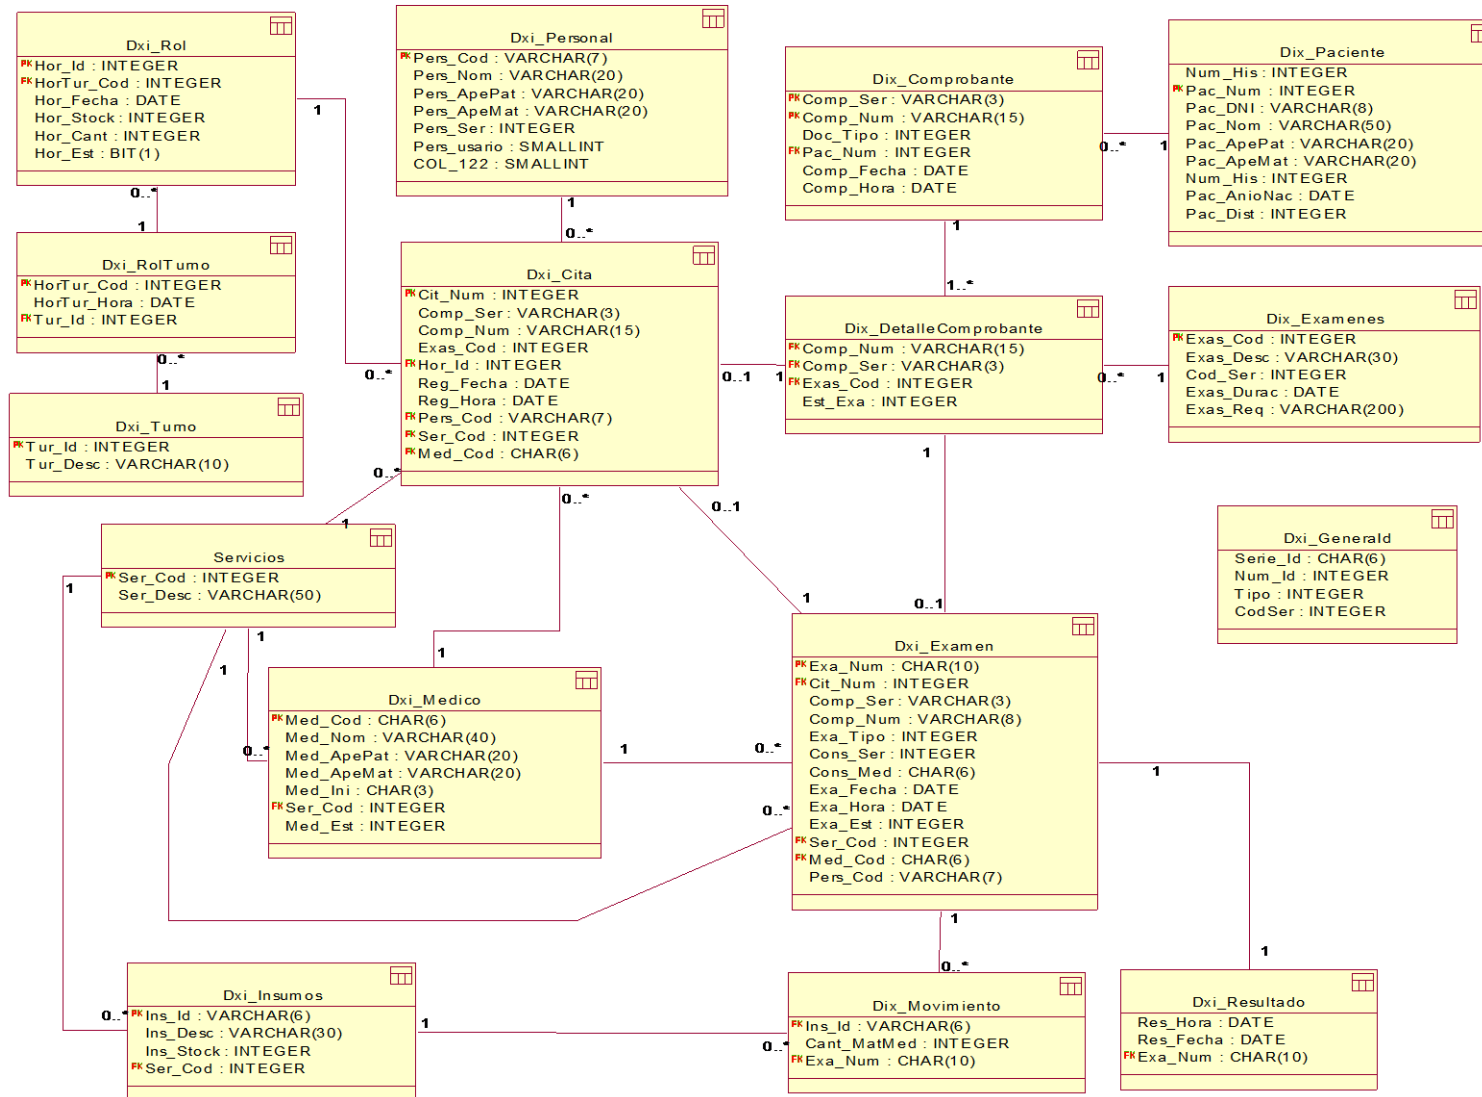 Dxi_Rol
PK Hor_Id : INTEGER
FK HorTur_Cod : INTEGER
Hor_Fecha : DATE
Hor_Stock : INTEGER
Hor_Cant : INTEGER
Hor_Est : BIT(1)
1
0..*
0..*
1
Dxi_RolTurno
PK HorTur_Cod : INTEGER
HorTur_Hora : DATE
FK Tur_Id : INTEGER
0..*
1
Dxi_Turno
PK Tur_Id : INTEGER
Tur_Desc : VARCHAR(10)
Dxi_Personal
PK Pers_Cod : VARCHAR(7)
Pers_Nom : VARCHAR(20)
Pers_ApePat : VARCHAR(20)
Pers_ApeMat : VARCHAR(20)
Pers_Ser : INTEGER
Pers_usario : SMALLINT
COL_122 : SMALLINT
1
0..*
Dxi_Cita
PK Cit_Num : INTEGER
Comp_Ser : VARCHAR(3)
Comp_Num : VARCHAR(15)
Exas_Cod : INTEGER
FK Hor_Id : INTEGER
Reg_Fecha : DATE
Reg_Hora : DATE
FK Pers_Cod : VARCHAR(7)
FK Ser_Cod : INTEGER
FK Med_Cod : CHAR(6)
0..1
1
0..*
1
0..*
1
0..1
1
Dix_Comprobante
PK Comp_Ser : VARCHAR(3)
PK Comp_Num : VARCHAR(15)
Doc_Tipo : INTEGER
FK Pac_Num : INTEGER
Comp_Fecha : DATE
Comp_Hora : DATE
0..*
1
1
1..*
Dix_Paciente
Num_His : INTEGER
PK Pac_Num : INTEGER
Pac_DNI : VARCHAR(8)
Pac_Nom : VARCHAR(50)
Pac_ApePat : VARCHAR(20)
Pac_ApeMat : VARCHAR(20)
Num_His : INTEGER
Pac_AnioNac : DATE
Pac_Dist : INTEGER
Dix_DetalleComprobante
FK Comp_Num : VARCHAR(15)
FK Comp_Ser : VARCHAR(3)
FK Exas_Cod : INTEGER
Est_Exa : INTEGER
0..*
1
1
0..1
Dix_Examenes
PK Exas_Cod : INTEGER
Exas_Desc : VARCHAR(30)
Cod_Ser : INTEGER
Exas_Durac : DATE
Exas_Req : VARCHAR(200)
Dxi_GeneraId
Serie_Id : CHAR(6)
Num_Id : INTEGER
Tipo : INTEGER
CodSer : INTEGER
Servicios
PK Ser_Cod : INTEGER
Ser_Desc : VARCHAR(50)
1
0..*
1
0..*
1
0..*
Dxi_Medico
PK Med_Cod : CHAR(6)
Med_Nom : VARCHAR(40)
Med_ApePat : VARCHAR(20)
Med_ApeMat : VARCHAR(20)
Med_Ini : CHAR(3)
FK Ser_Cod : INTEGER
Med_Est : INTEGER
1
0..*
Dxi_Examen
PK Exa_Num : CHAR(10)
FK Cit_Num : INTEGER
Comp_Ser : VARCHAR(3)
Comp_Num : VARCHAR(8)
Exa_Tipo : INTEGER
Cons_Ser : INTEGER
Cons_Med : CHAR(6)
Exa_Fecha : DATE
Exa_Hora : DATE
Exa_Est : INTEGER
FK Ser_Cod : INTEGER
FK Med_Cod : CHAR(6)
Pers_Cod : VARCHAR(7)
1
0..*
1
1
Dxi_Insumos
PK Ins_Id : VARCHAR(6)
Ins_Desc : VARCHAR(30)
Ins_Stock : INTEGER
FK Ser_Cod : INTEGER
1
0..*
Dix_Movimiento
FK Ins_Id : VARCHAR(6)
Cant_MatMed : INTEGER
FK Exa_Num : CHAR(10)
Dxi_Resultado
Res_Hora : DATE
Res_Fecha : DATE
FK Exa_Num : CHAR(10)